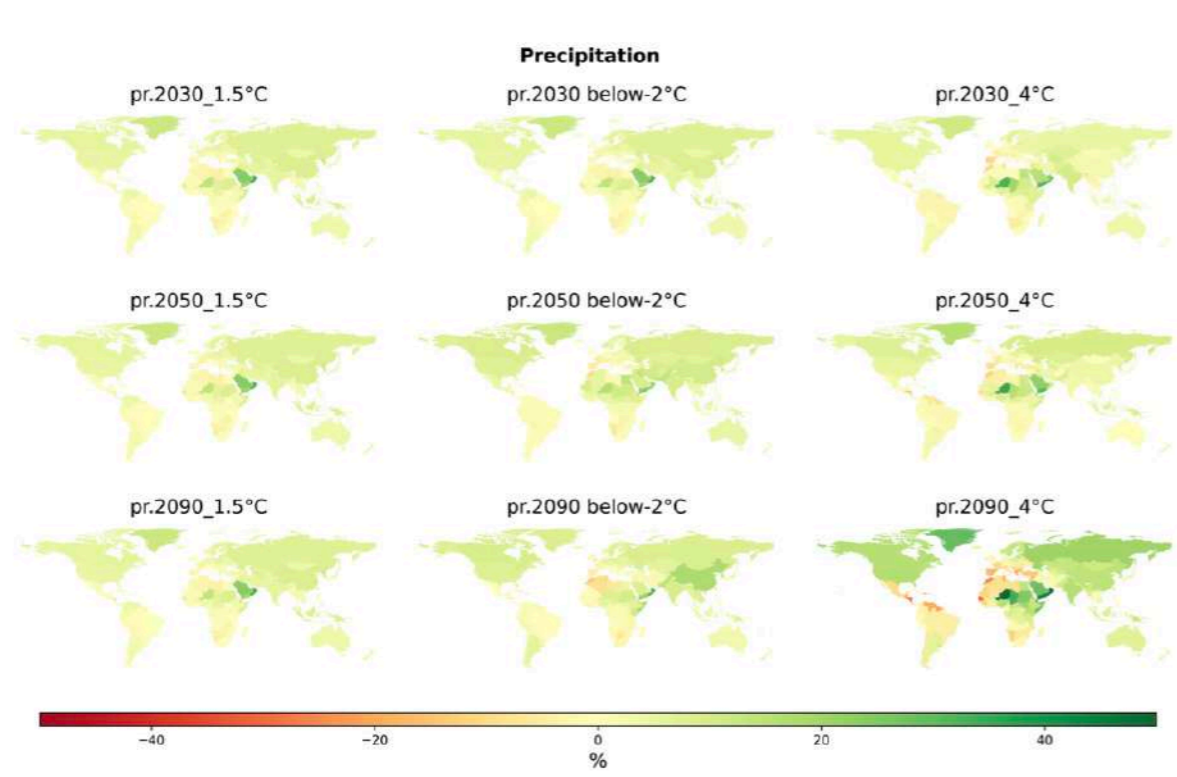 Precipitation
pr.2030_1.5°C pr.2030 below-2°C pr.2030_4°C
pr.2050_1.5°C pr.2050 below-2°C pr.2050_4°C
pr.2090_1.5°C pr.2090 below-2°C pr.2090_4°C
−40 −20 0 20 40
%